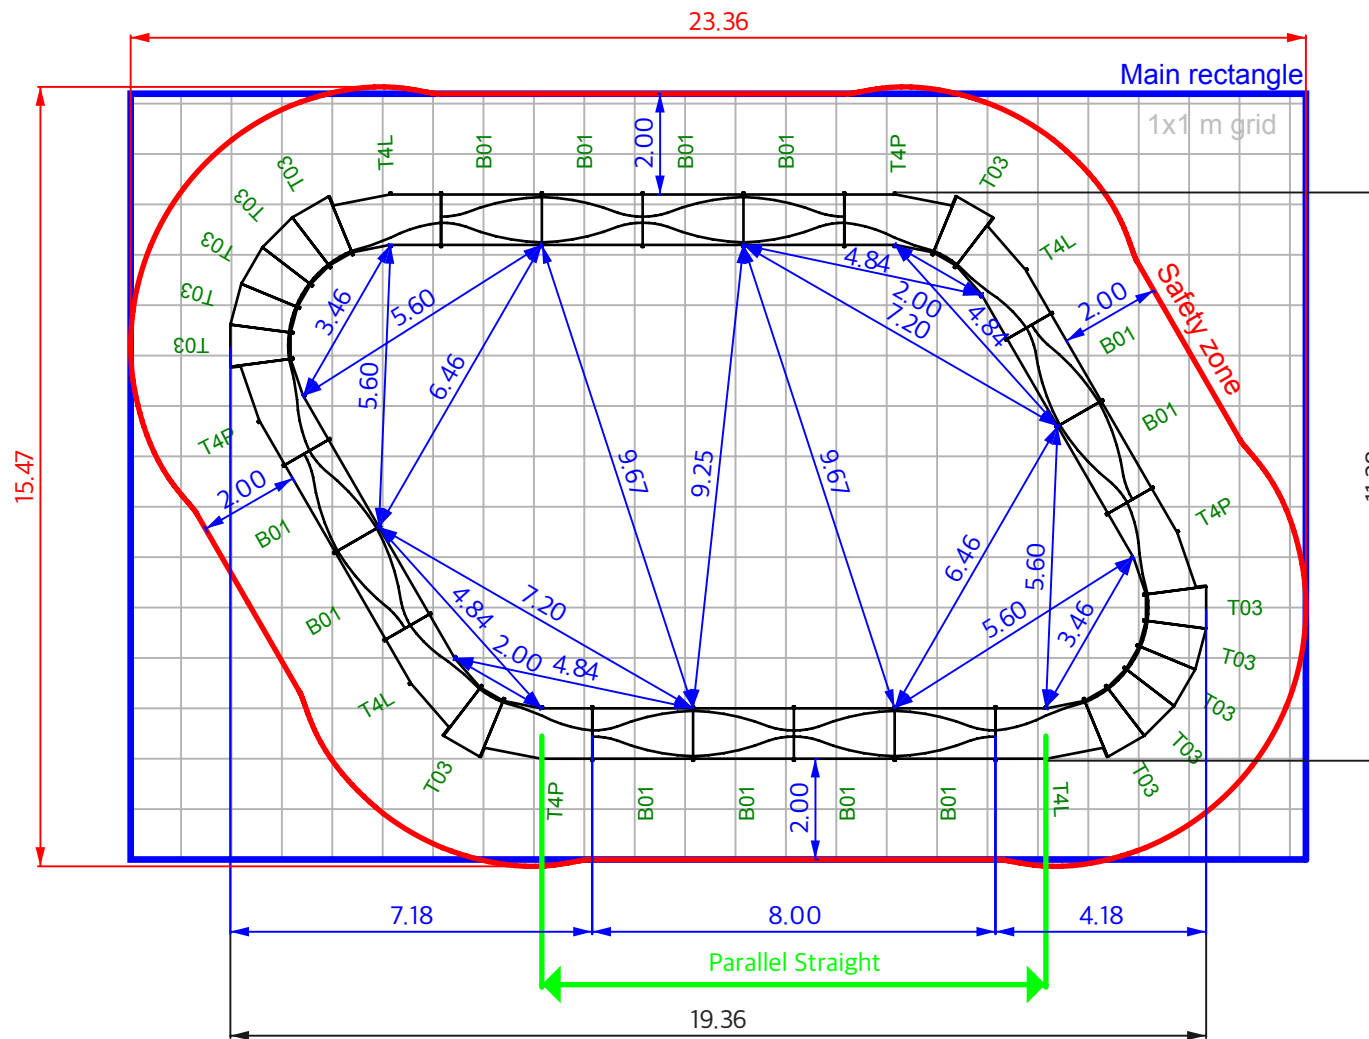 23.36
Main rectangle
1x1 m grid
T4L
B01
B01
B01
B01
T4P
T03
2.00
T03
T03
T03
T03
T03
T4L
Safety zone
2.00
B01
B01
T4P
4.84
2.00
7.20
4.84
3.46
5.60
5.60
6.46
9.67
9.25
9.67
15.47
T4P
2.00
B01
B01
T4L
T03
7.20
4.84
2.00
4.84
6.46
5.60
5.60
3.46
T03
T03
T03
T03
T03
T4P
B01
B01
B01
B01
T4L
2.00
7.18
8.00
4.18
Parallel Straight
19.36